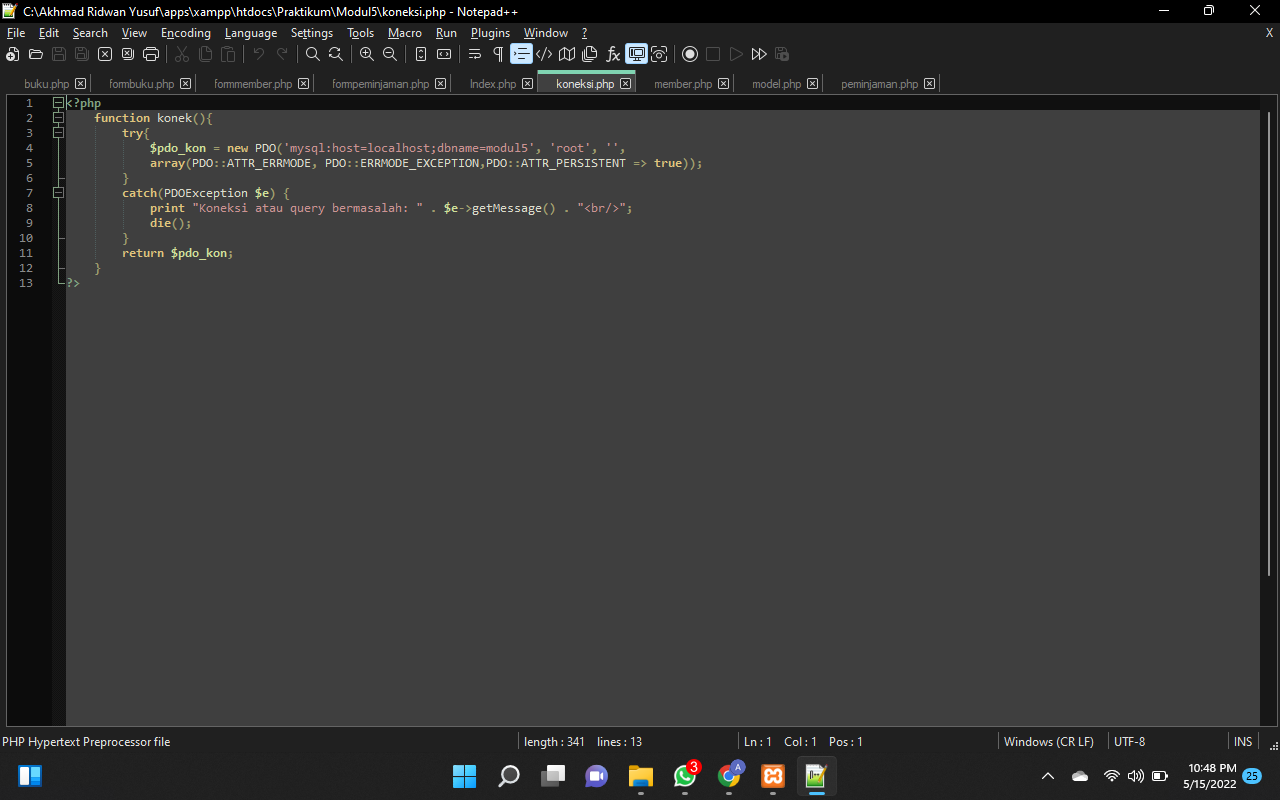 C:\Akhmad Ridwan Yusuf\apps\xampp\htdocs\Praktikum\Modul5\koneksi.php - Notepad++
File Edit Search View Encoding Language Settings Tools Macro Run Plugins Window ? X
buku.php formbuku.php formmember.php fompeminjaman.php Index.php koneksi.php member.php model.php peminjaman.php
1 <?php
2 function konek(){
3 try{
4 $pdo_kon = new PDO('mysql:host=localhost;dbname=modul5', 'root', '',
5 array(PDO::ATTR_ERRMODE, PDO::ERRMODE_EXCEPTION,PDO::ATTR_PERSISTENT => true));
6 }
7 catch(PDOException $e) {
8 print "Koneksi atau query bermasalah: " . $e->getMessage() . "<br/>";
9 die();
10 }
11 return $pdo_kon;
12 }
13 ?>
PHP Hypertext Preprocessor file length : 341 lines : 13 Ln : 1 Col : 1 Pos : 1 Windows (CR LF) UTF-8 INS
3 A 10:48 PM
5/15/2022 25